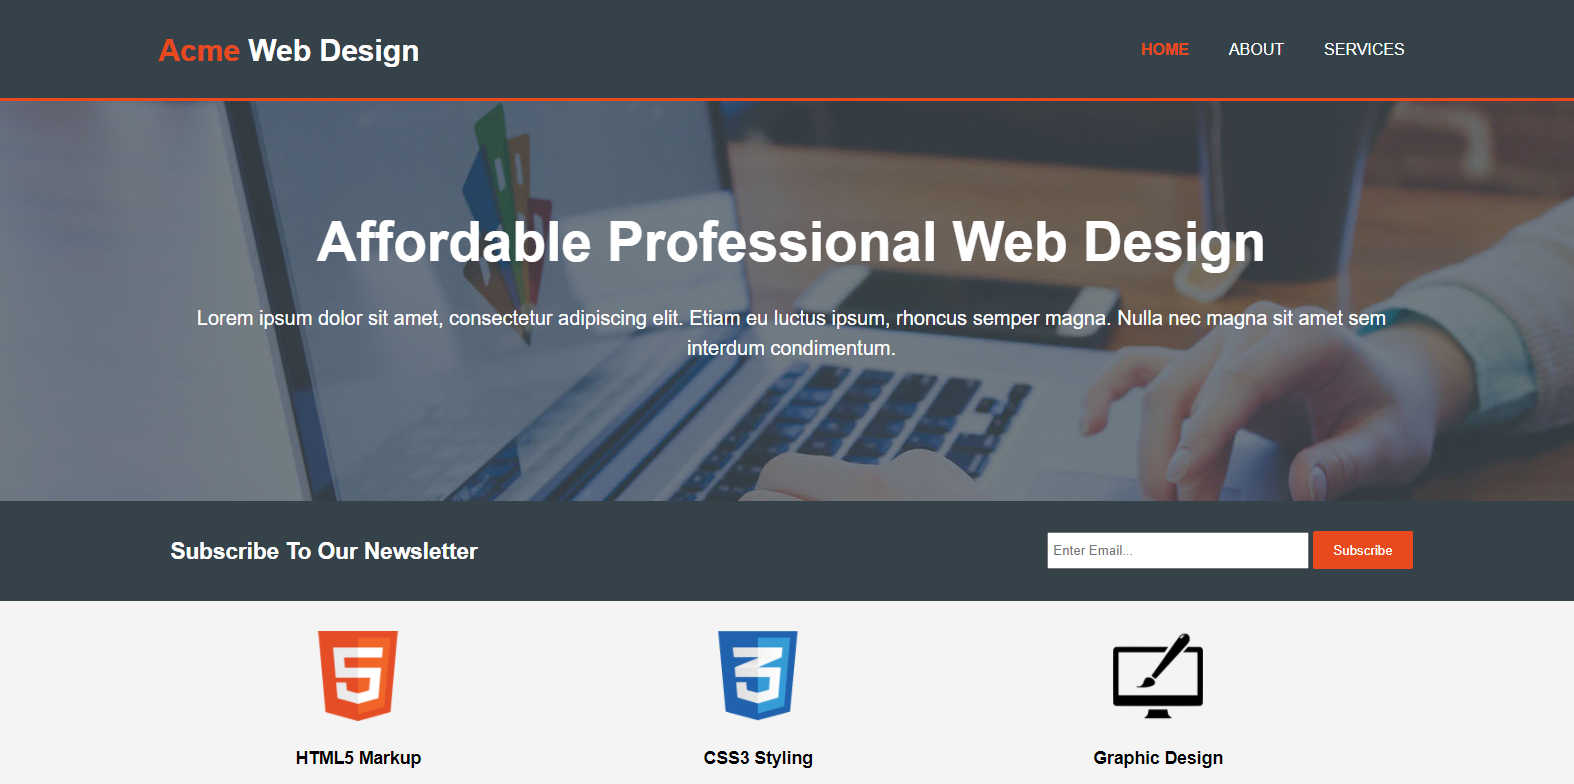 Acme Web Design
HOME ABOUT SERVICES
Affordable Professional Web Design
Lorem ipsum dolor sit amet, consectetur adipiscing elit. Etiam eu luctus ipsum, rhoncus semper magna. Nulla nec magna sit amet sem
interdum condimentum.
Subscribe To Our Newsletter
Enter Email...
Subscribe
HTML5 Markup
CSS3 Styling
Graphic Design